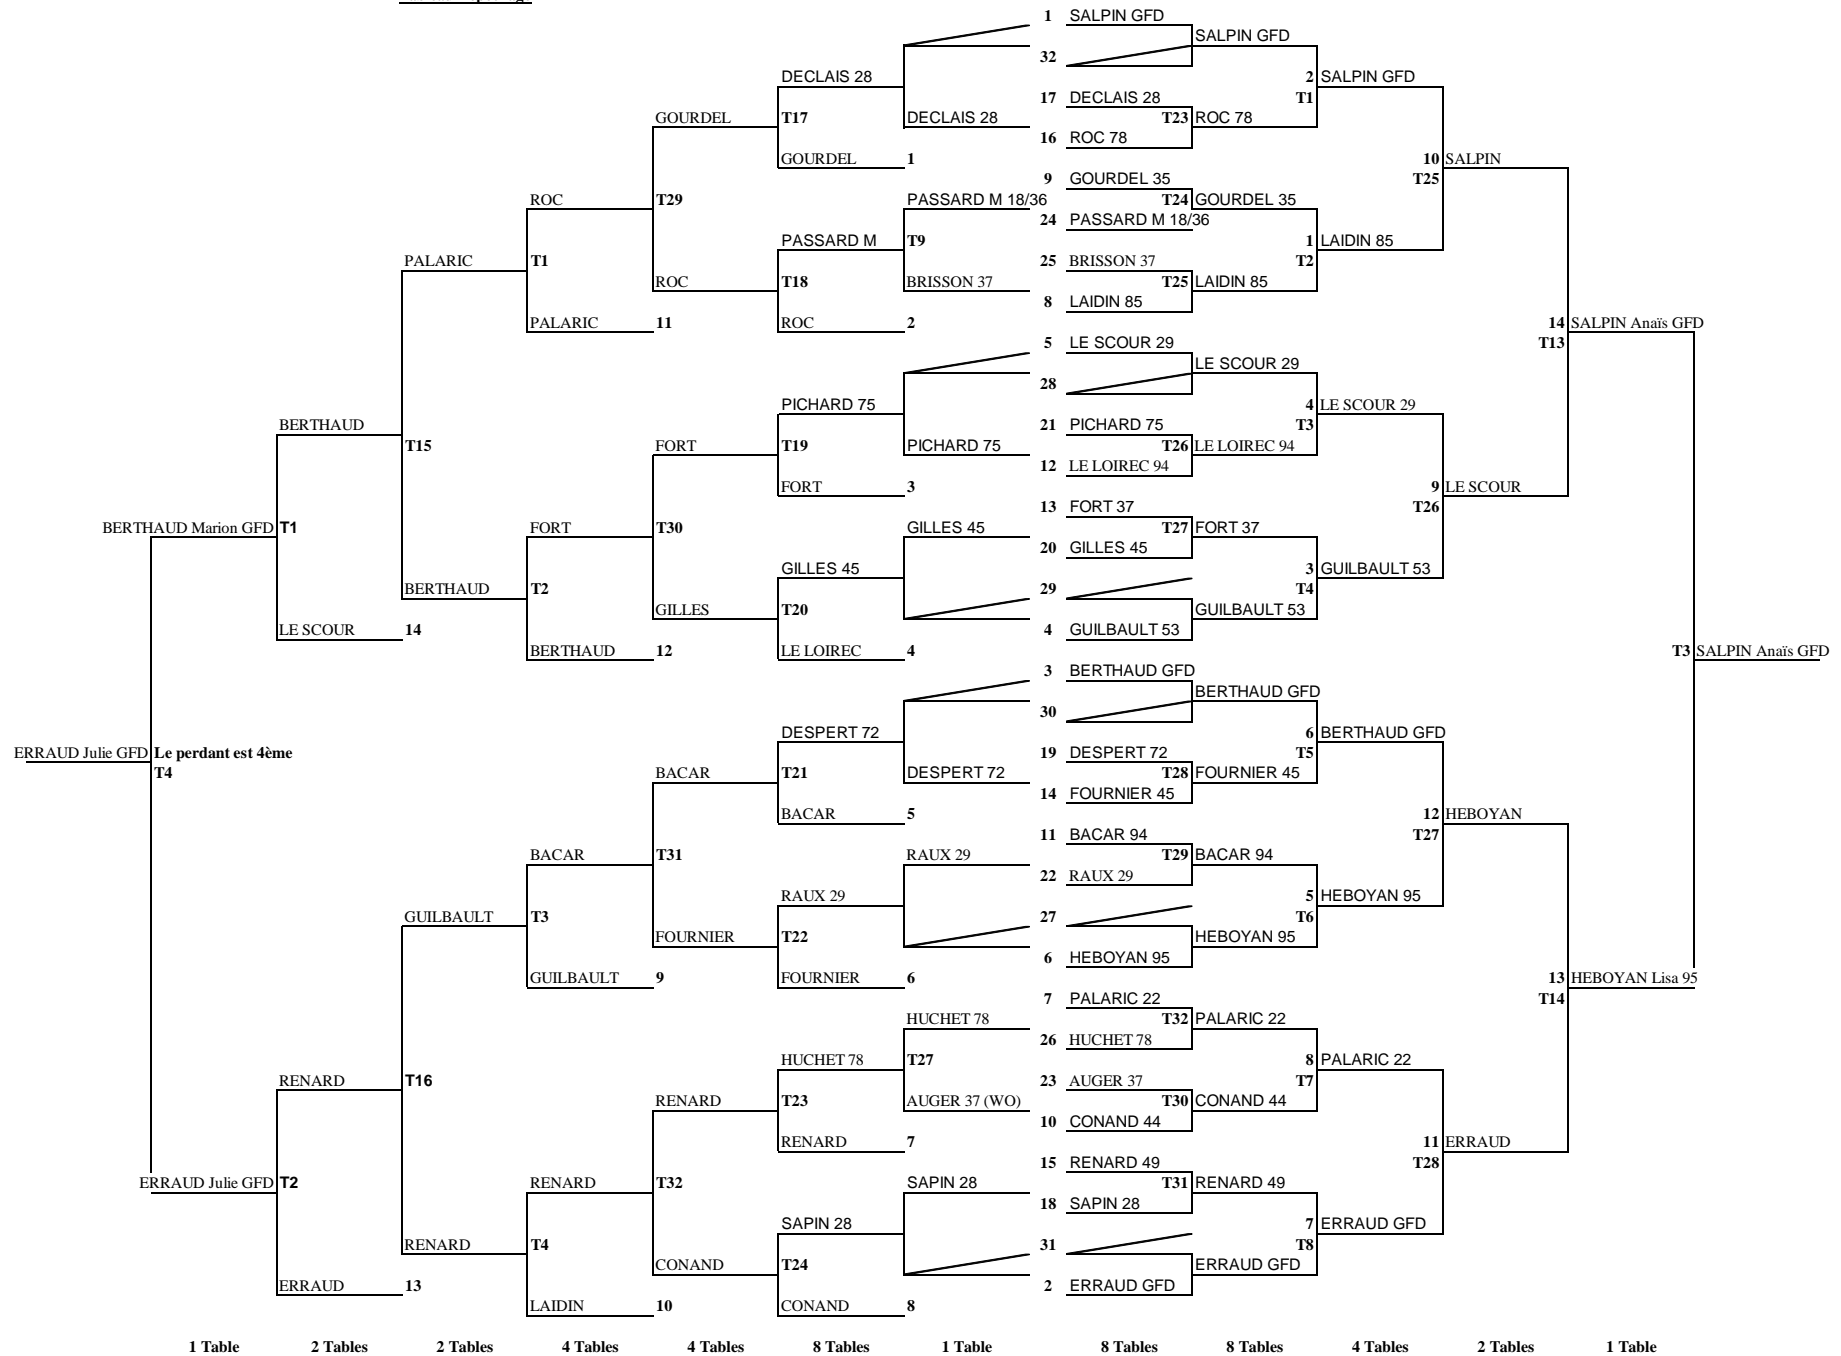 1 SALPIN GFD
SALPIN GFD
32
DECLAIS 28
2 SALPIN GFD
17 DECLAIS 28
T1
GOURDEL
T17
DECLAIS 28
T23 ROC 78
16 ROC 78
GOURDEL
1
10 SALPIN
9 GOURDEL 35
T25
ROC
T29
PASSARD M 18/36
T24 GOURDEL 35
24 PASSARD M 18/36
PASSARD M
T9
1 LAIDIN 85
PALARIC
T1
25 BRISSON 37
T2
ROC
T18
BRISSON 37
T25 LAIDIN 85
8 LAIDIN 85
PALARIC
11
ROC
2
14 SALPIN Anaïs GFD
5 LE SCOUR 29
T13
LE SCOUR 29
28
PICHARD 75
4 LE SCOUR 29
BERTHAUD
21 PICHARD 75
T3
T15
FORT
T19
PICHARD 75
T26 LE LOIREC 94
12 LE LOIREC 94
FORT
3
9 LE SCOUR
13 FORT 37
T26
BERTHAUD Marion GFD
T1
FORT
T30
GILLES 45
T27 FORT 37
20 GILLES 45
GILLES 45
3 GUILBAULT 53
BERTHAUD
T2
29
T4
GILLES
T20
GUILBAULT 53
LE SCOUR
14
4 GUILBAULT 53
BERTHAUD
12
LE LOIREC
4
T3 SALPIN Anaïs GFD
3 BERTHAUD GFD
BERTHAUD GFD
30
DESPERT 72
6 BERTHAUD GFD
ERRAUD Julie GFD
Le perdant est 4ème
19 DESPERT 72
T5
T4
BACAR
T21
DESPERT 72
T28 FOURNIER 45
14 FOURNIER 45
BACAR
5
12 HEBOYAN
11 BACAR 94
T27
BACAR
T31
RAUX 29
T29 BACAR 94
22 RAUX 29
RAUX 29
5 HEBOYAN 95
GUILBAULT
T3
27
T6
FOURNIER
T22
HEBOYAN 95
6 HEBOYAN 95
GUILBAULT
9
FOURNIER
6
13 HEBOYAN Lisa 95
7 PALARIC 22
T14
HUCHET 78
T32 PALARIC 22
26 HUCHET 78
HUCHET 78
T27
8 PALARIC 22
RENARD
T16
23 AUGER 37
T7
RENARD
T23
AUGER 37 (WO)
T30 CONAND 44
10 CONAND 44
RENARD
7
11 ERRAUD
15 RENARD 49
T28
ERRAUD Julie GFD
T2
RENARD
T32
SAPIN 28
T31 RENARD 49
18 SAPIN 28
SAPIN 28
7 ERRAUD GFD
RENARD
T4
31
T8
CONAND
T24
ERRAUD GFD
ERRAUD
13
2 ERRAUD GFD
LAIDIN
10
CONAND
8
1 Table 2 Tables 2 Tables 4 Tables 4 Tables 8 Tables 1 Table 8 Tables 8 Tables 4 Tables 2 Tables 1 Table